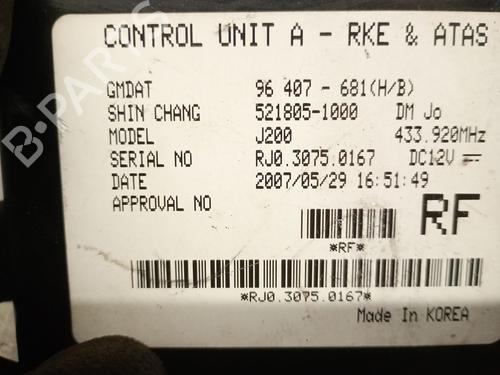 CONTROL UNIT A - RKE & ATAS
GMDAT 96 407 - 681(H/B)
SHIN CHANG 521805-1000 DM Jo
MODEL J200 433.920MHz
SERIAL NO RJ0.3075.0167 DC12V
DATE 2007/05/29 16:51:49
APPROVAL NO
RF
*RF*
*RJ0.3075.0167*
Made In KOREA
B-PARTS